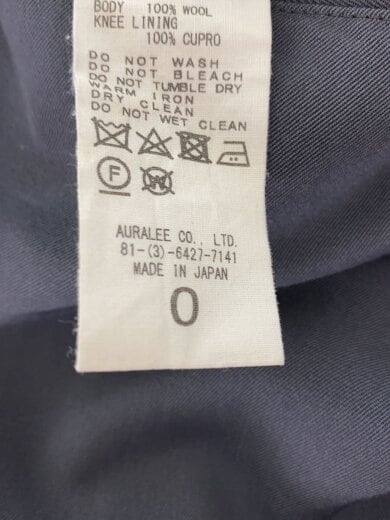 BODY 100% WOOL
KNEE LINING
100% CUPRO
DO NOT WASH
DO NOT BLEACH
DO NOT TUMBLE DRY
WARM IRON
DRY CLEAN
DO NOT WET CLEAN
F W
AURALEE CO., LTD.
81-(3)-6427-7141
MADE IN JAPAN
0